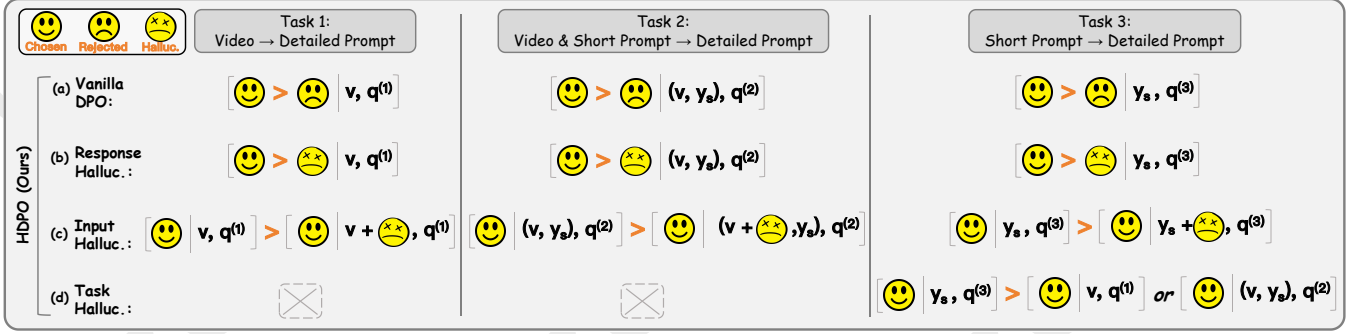 Chosen Rejected Halluc.
Task 1:
Video → Detailed Prompt
Task 2:
Video & Short Prompt → Detailed Prompt
Task 3:
Short Prompt → Detailed Prompt
HDPO (Ours)
(a) Vanilla
DPO:
[ > | v, q⁽¹⁾]
[ > | (v, yₛ), q⁽²⁾]
[ > | yₛ , q⁽³⁾]
(b) Response
Halluc.:
[ > | v, q⁽¹⁾]
[ > | (v, yₛ), q⁽²⁾]
[ > | yₛ , q⁽³⁾]
(c) Input
Halluc.:
[ | v, q⁽¹⁾] > [ | v + , q⁽¹⁾]
[ | (v, yₛ), q⁽²⁾] > [ | (v + ,yₛ), q⁽²⁾]
[ | yₛ , q⁽³⁾] > [ | yₛ + , q⁽³⁾]
(d) Task
Halluc.:
[ | yₛ , q⁽³⁾] > [ | v, q⁽¹⁾] or [ | (v, yₛ), q⁽²⁾]